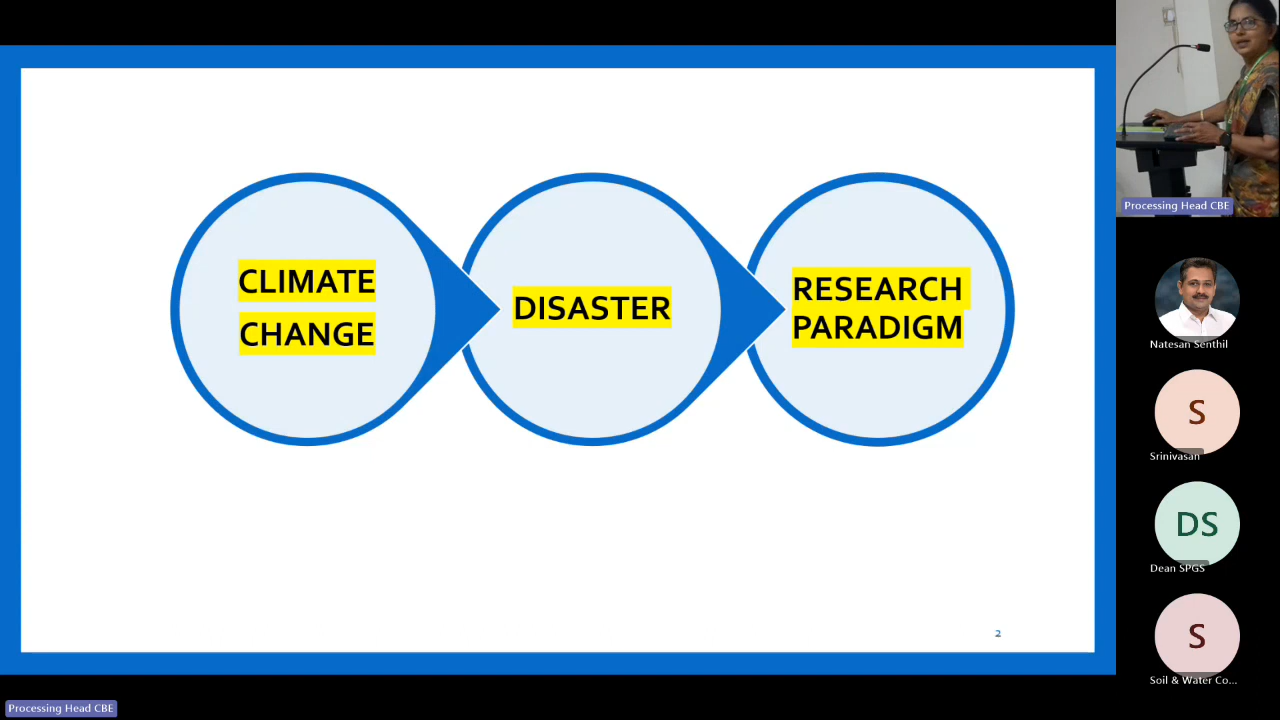 CLIMATE
CHANGE
DISASTER
RESEARCH
PARADIGM
2
Processing Head CBE
Natesan Senthil
S
Srinivasan
DS
Dean SPGS
S
Soil & Water Co...
Processing Head CBE